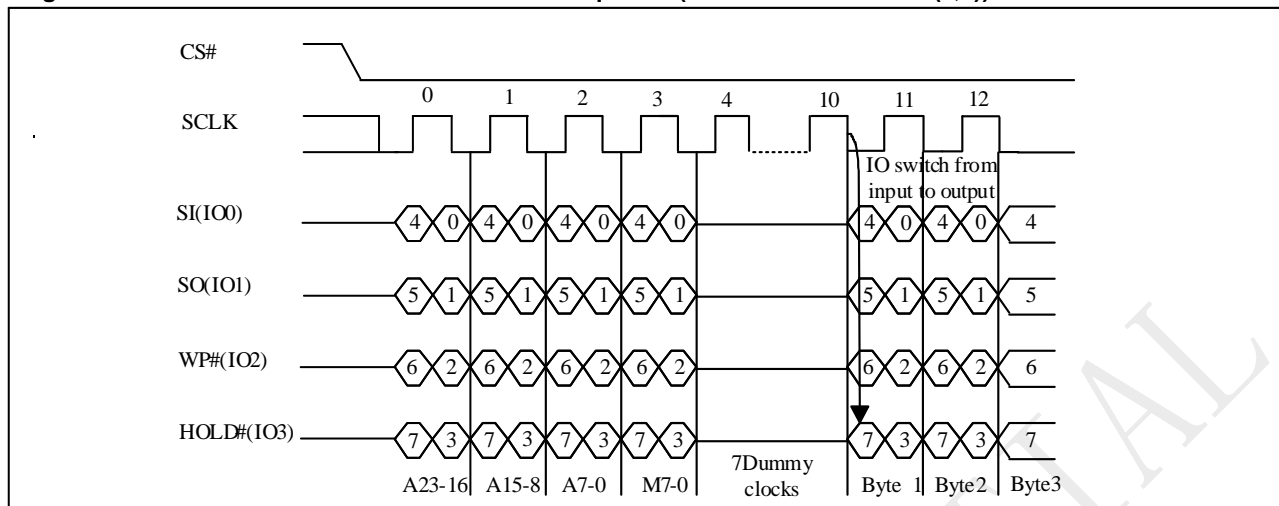 CS#
0 1 2 3 4 10 11 12
SCLK
IO switch from
input to output
SI(IO0) 4 0 4 0 4 0 4 0 4 0 4 0 4
SO(IO1) 5 1 5 1 5 1 5 1 5 1 5 1 5
WP#(IO2) 6 2 6 2 6 2 6 2 6 2 6 2 6
HOLD#(IO3) 7 3 7 3 7 3 7 3 7 3 7 3 7
A23-16 A15-8 A7-0 M7-0 7Dummy Byte 1 Byte2 Byte3
clocks